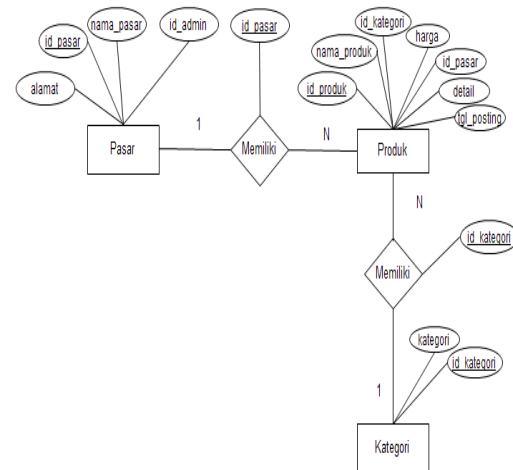 nama_pasar
id_admin
id_pasar
id_pasar
alamat
id_kategori
harga
nama_produk
id_pasar
id_produk
detail
tgl_posting
Pasar
1
Memiliki
N
Produk
N
id_kategori
Memiliki
kategori
id_kategori
1
Kategori